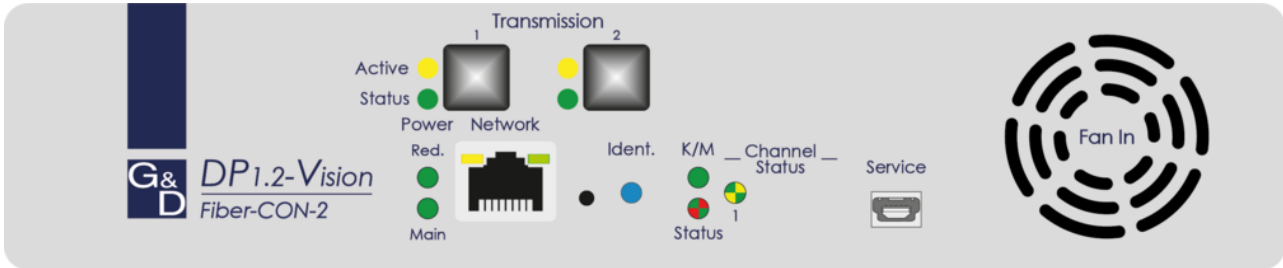 Transmission
1
2
Active
Status
Power
Network
Red.
Main
Ident.
K/M
Channel
Status
1
Status
Service
Fan In
G&D
DP1.2-Vision
Fiber-CON-2